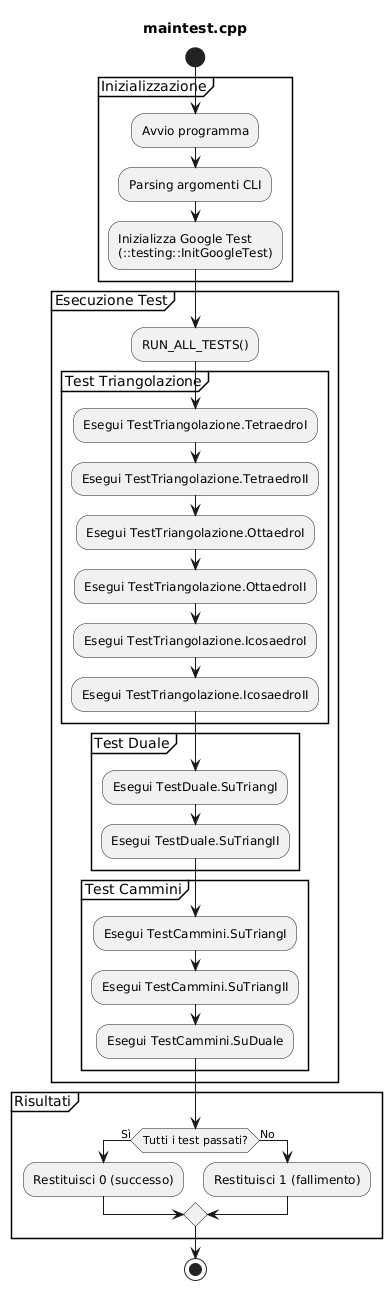 maintest.cpp
Inizializzazione
Avvio programma
Parsing argomenti CLI
Inizializza Google Test
(::testing::InitGoogleTest)
Esecuzione Test
RUN_ALL_TESTS()
Test Triangolazione
Esegui TestTriangolazione.TetraedroI
Esegui TestTriangolazione.TetraedroII
Esegui TestTriangolazione.OttaedroI
Esegui TestTriangolazione.OttaedroII
Esegui TestTriangolazione.IcosaedroI
Esegui TestTriangolazione.IcosaedroII
Test Duale
Esegui TestDuale.SuTriangI
Esegui TestDuale.SuTriangII
Test Cammini
Esegui TestCammini.SuTriangI
Esegui TestCammini.SuTriangII
Esegui TestCammini.SuDuale
Risultati
Sì
Tutti i test passati?
No
Restituisci 0 (successo)
Restituisci 1 (fallimento)